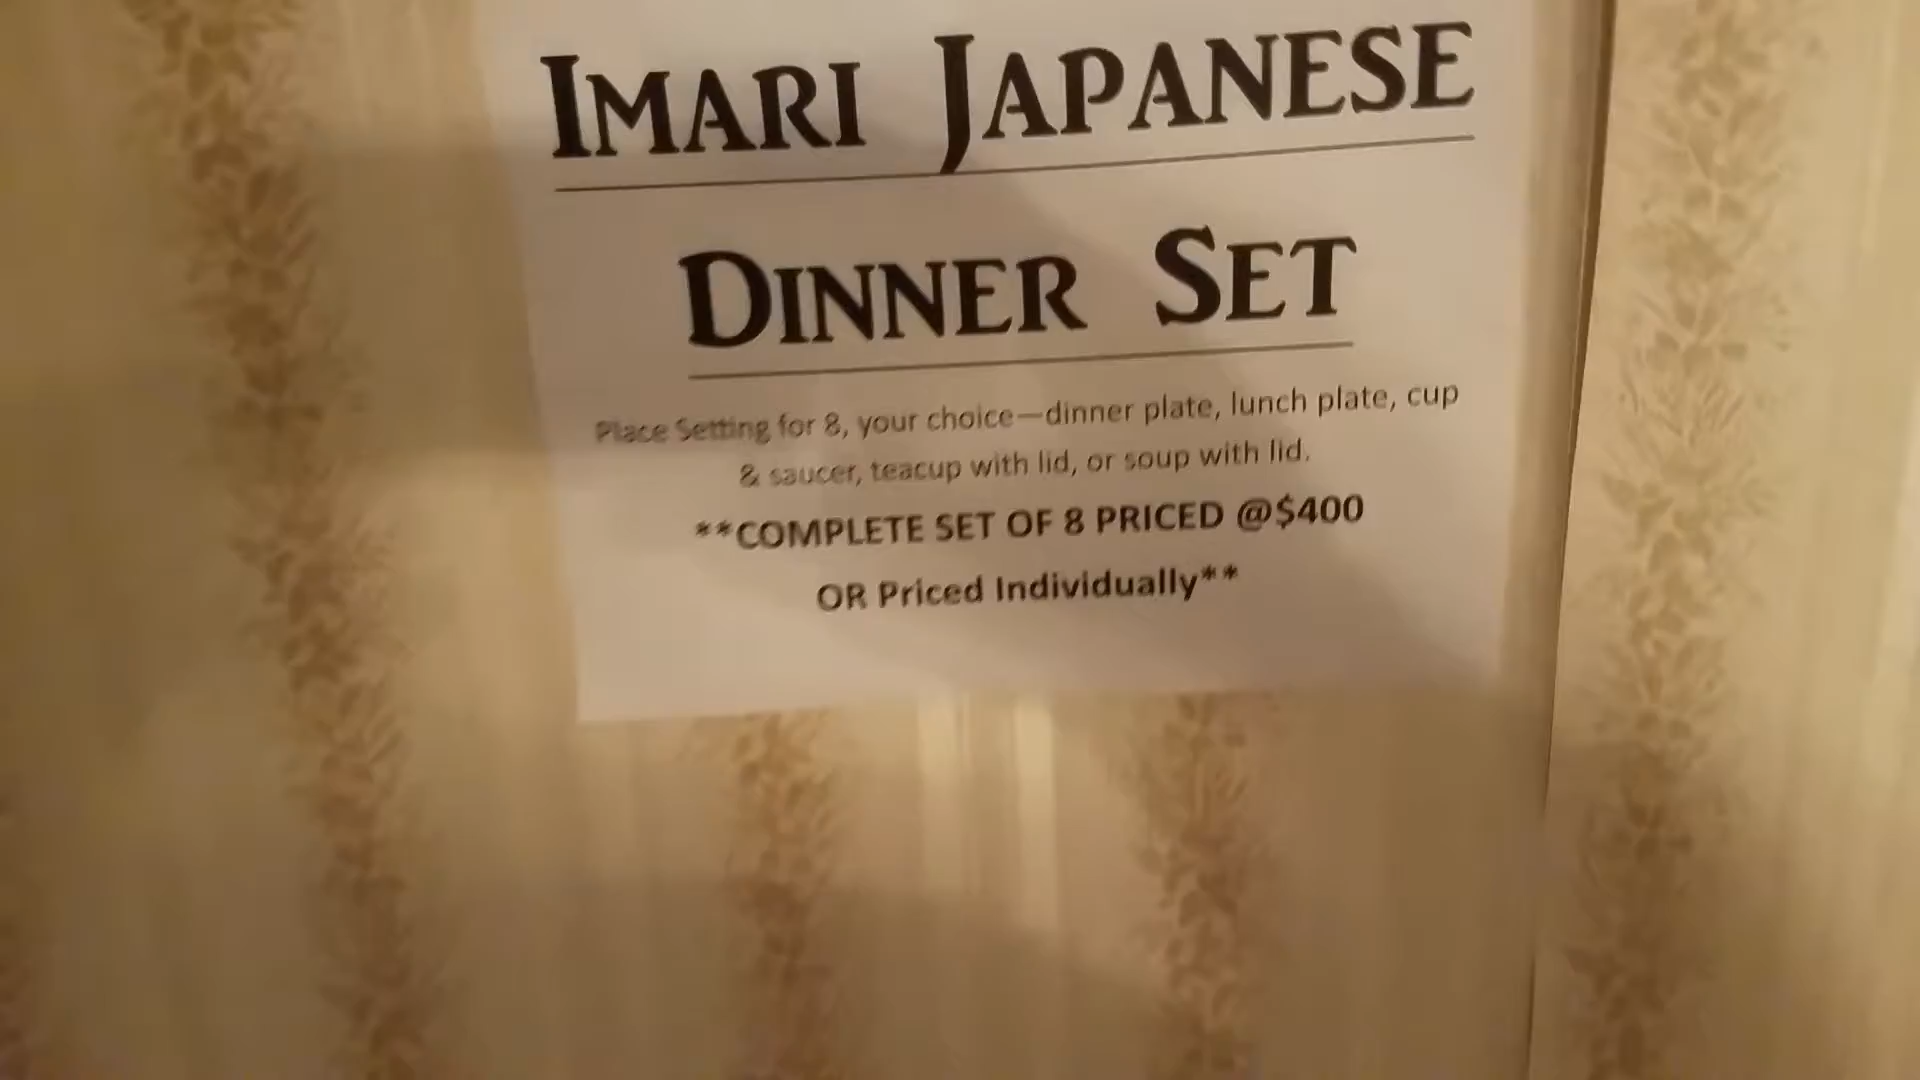 IMARI JAPANESE
DINNER SET
Place Setting for 8, your choice—dinner plate, lunch plate, cup
& saucer, teacup with lid, or soup with lid.
**COMPLETE SET OF 8 PRICED @$400
OR Priced Individually**